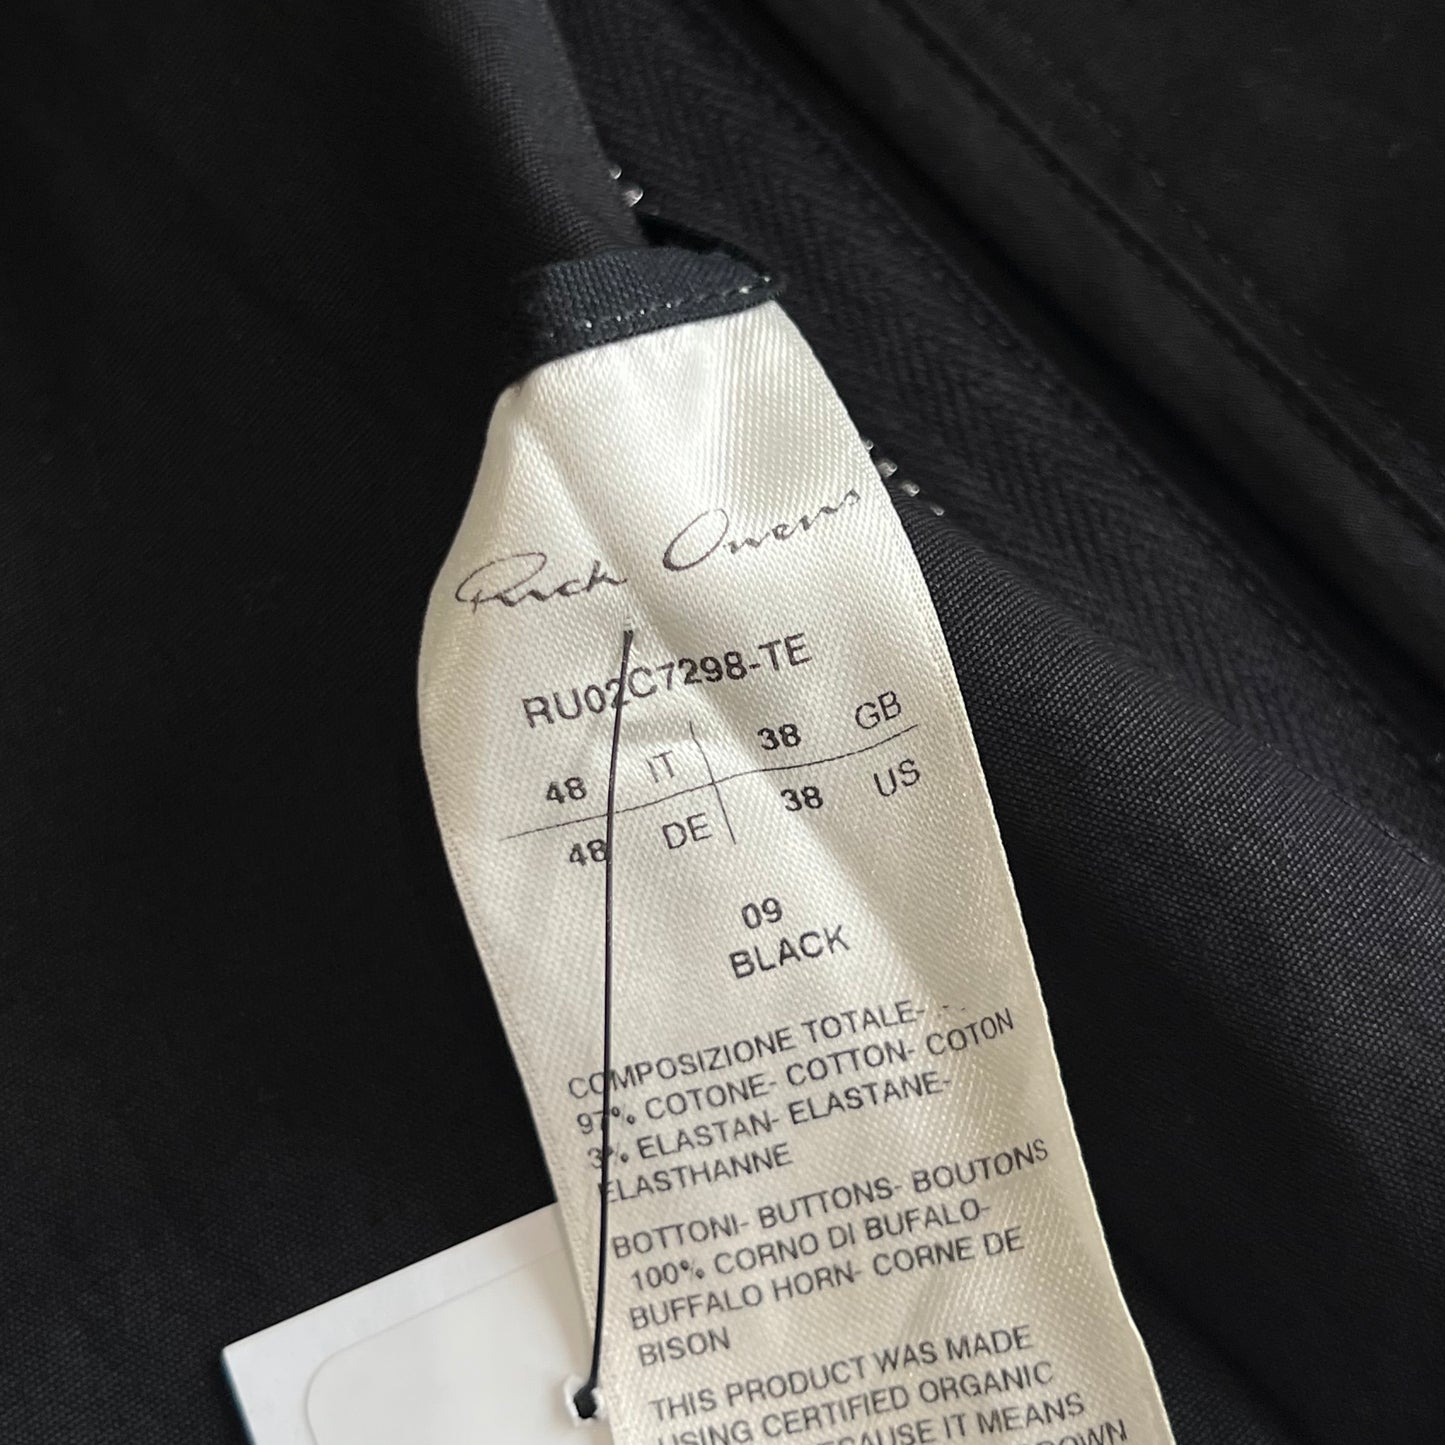 Rick Owens
RU02C7298-TE
48 IT 38 GB
48 DE 38 US
09
BLACK
COMPOSIZIONE TOTALE-
97% COTONE- COTTON- COTON
3% ELASTAN- ELASTANE-
ELASTHANNE
BOTTONI- BUTTONS- BOUTONS
100% CORNO DI BUFALO-
BUFFALO HORN- CORNE DE
BISON
THIS PRODUCT WAS MADE
USING CERTIFIED ORGANIC
IT MEANS